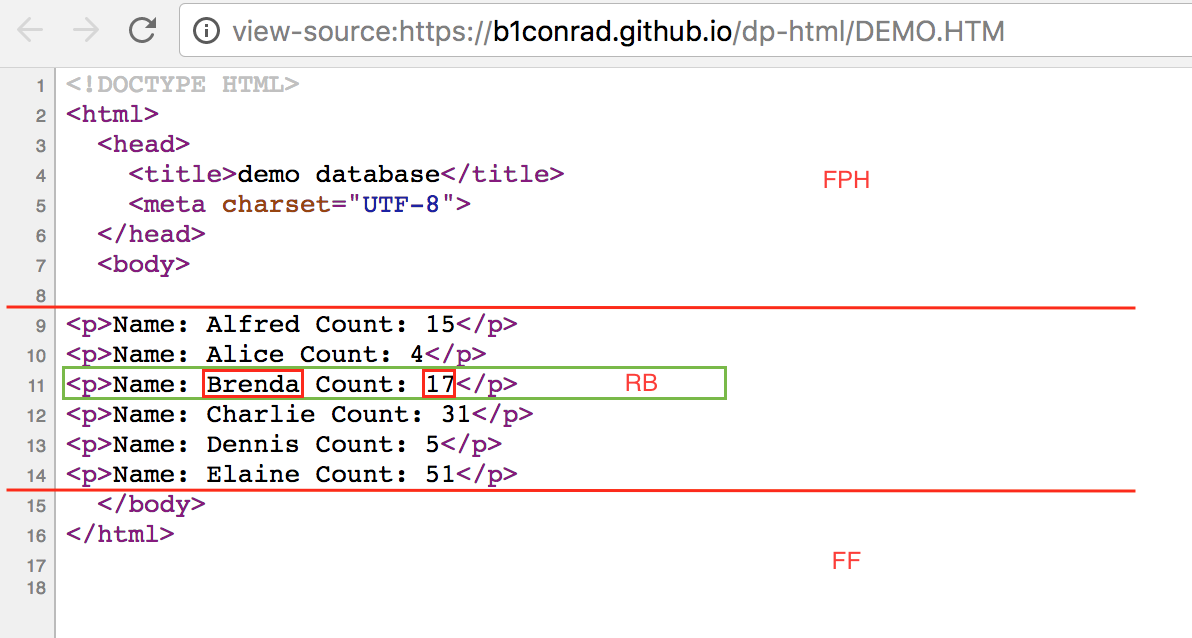 view-source:https://b1conrad.github.io/dp-html/DEMO.HTM
1 <!DOCTYPE HTML>
2 <html>
3 <head>
4 <title>demo database</title> FPH
5 <meta charset="UTF-8">
6 </head>
7 <body>
8
9 <p>Name: Alfred Count: 15</p>
10 <p>Name: Alice Count: 4</p>
11 <p>Name: Brenda Count: 17</p> RB
12 <p>Name: Charlie Count: 31</p>
13 <p>Name: Dennis Count: 5</p>
14 <p>Name: Elaine Count: 51</p>
15 </body>
16 </html>
17 FF
18